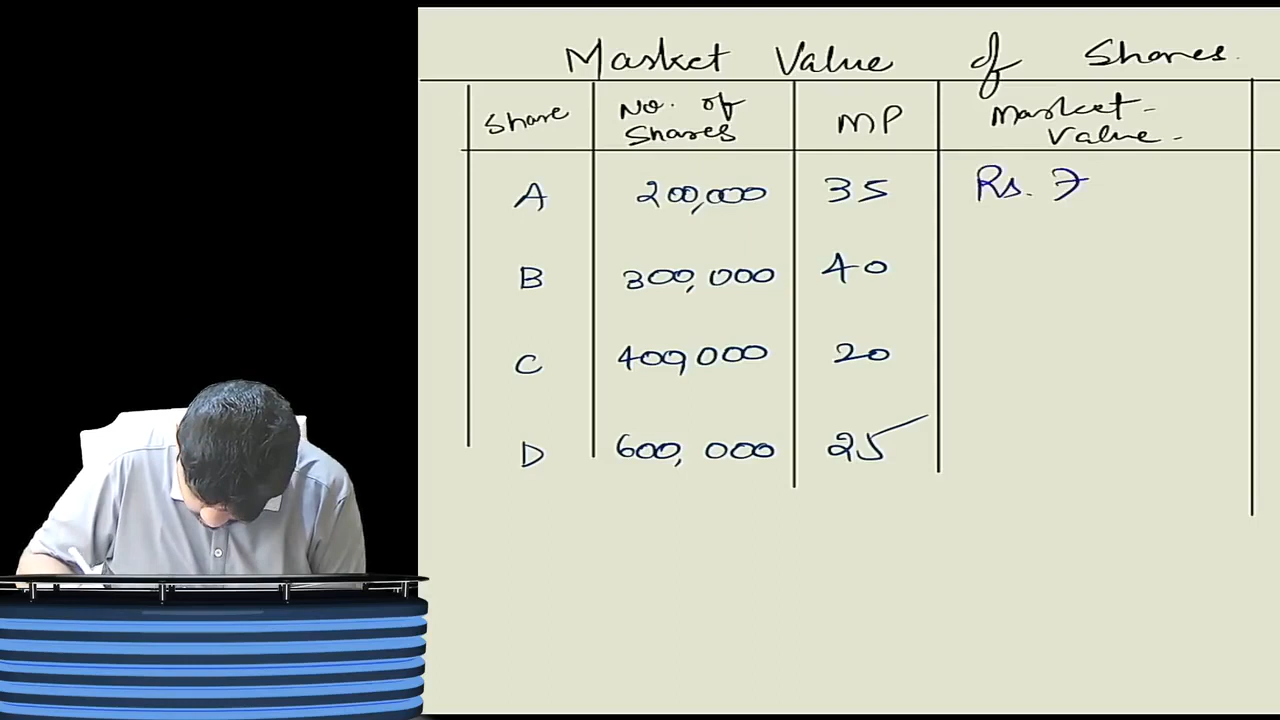 Market Value of Shares.
Share No. of Shares MP Market Value
A 200,000 35 Rs. 7
B 300,000 40
C 400,000 20
D 600,000 25